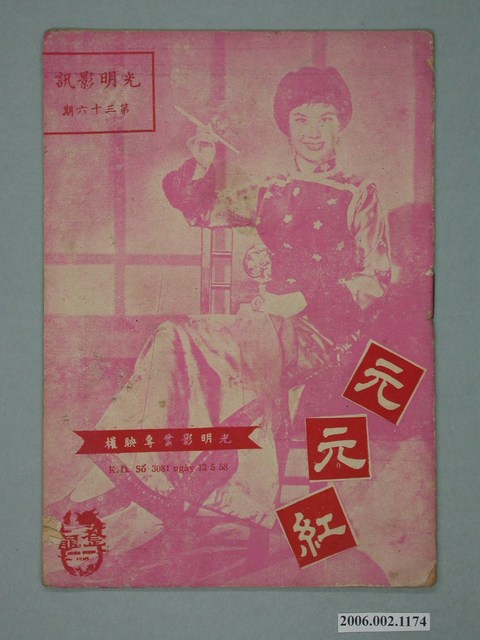 光明影訊
第三十六期
元
元
紅
光明影業專映權
K.D. Số 3081 ngày 13 5 58
2006.002.1174